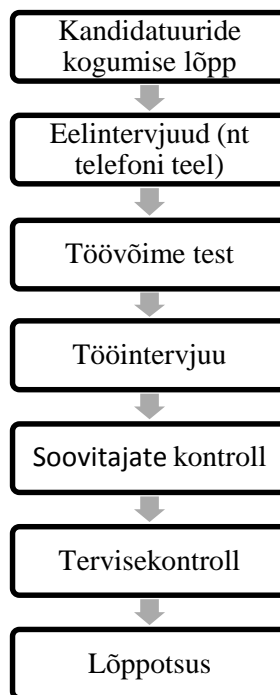 Kandidatuuride
kogumise lõpp
Eelintervjuud (nt
telefoni teel)
Töövõime test
Tööintervjuu
Soovitajate kontroll
Tervisekontroll
Lõppotsus